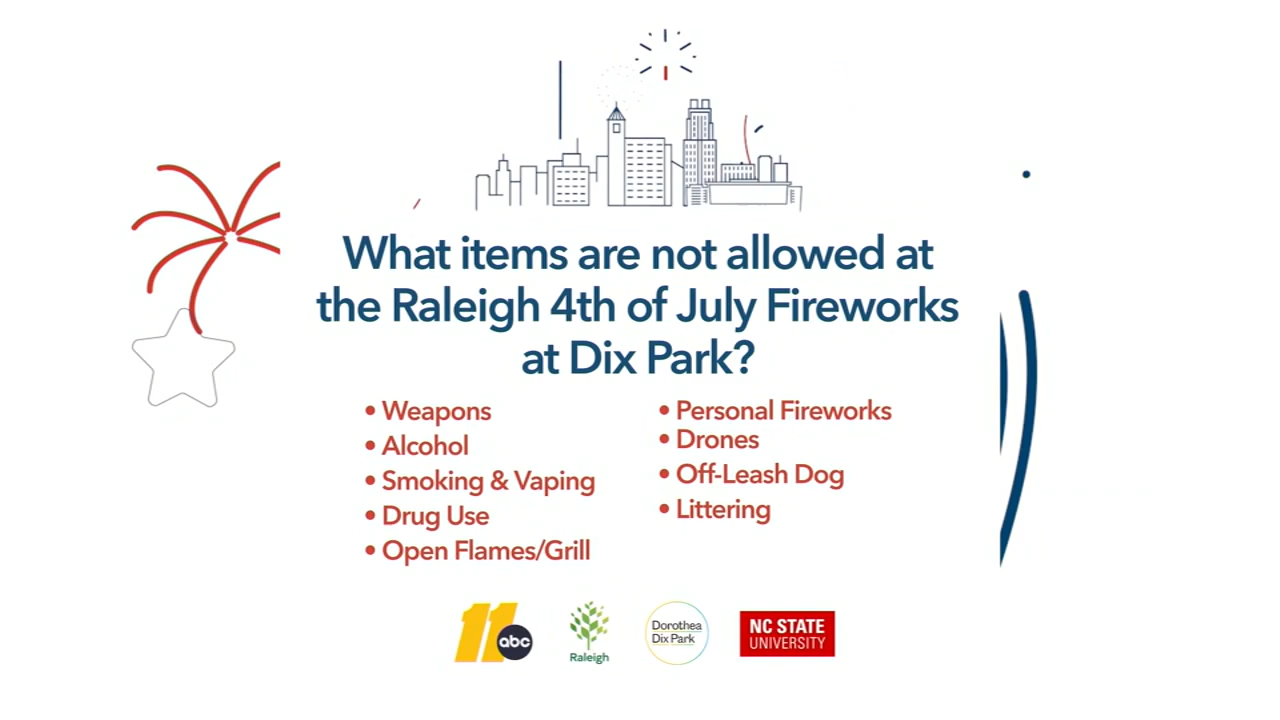 What items are not allowed at
the Raleigh 4th of July Fireworks
at Dix Park?
• Weapons
• Alcohol
• Smoking & Vaping
• Drug Use
• Open Flames/Grill
• Personal Fireworks
• Drones
• Off-Leash Dog
• Littering
11 abc
Raleigh
Dorothea
Dix Park
NC STATE
UNIVERSITY